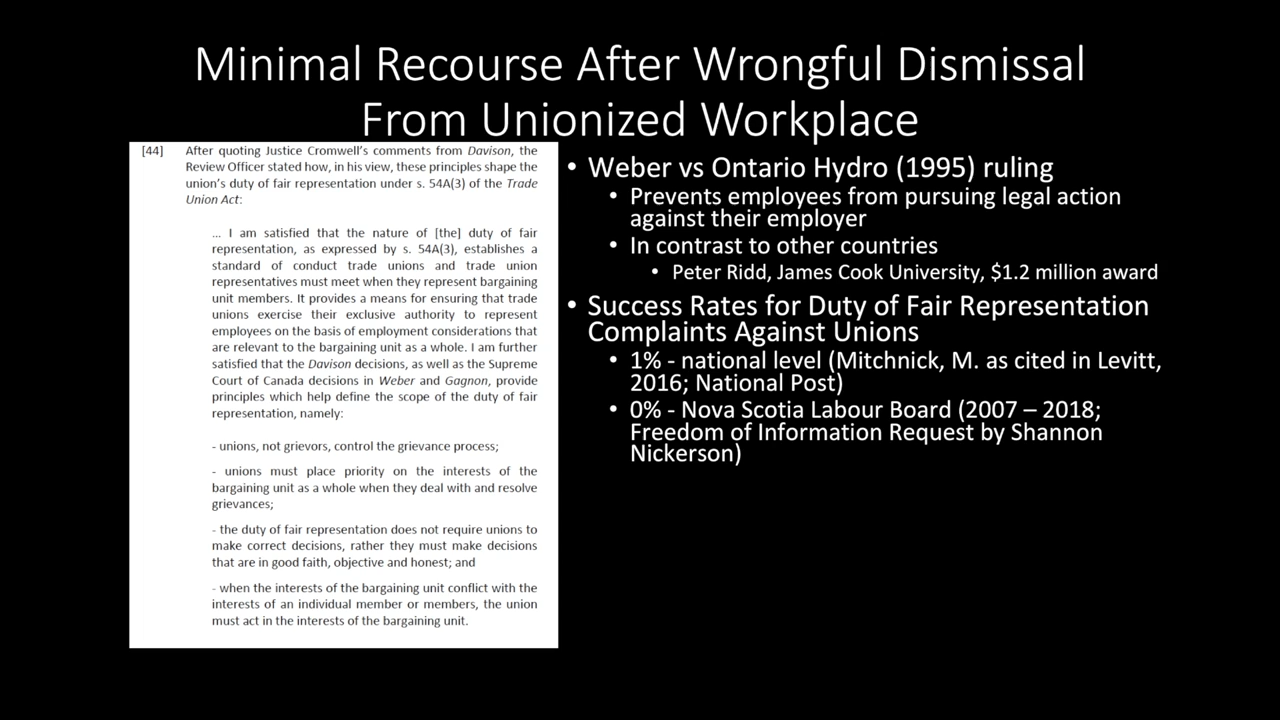 Minimal Recourse After Wrongful Dismissal
From Unionized Workplace
[44] After quoting Justice Cromwell's comments from Davison, the
Review Officer stated how, in his view, these principles shape the
union's duty of fair representation under s. 54A(3) of the Trade
Union Act:
... I am satisfied that the nature of [the] duty of fair
representation, as expressed by s. 54A(3), establishes a
standard of conduct trade unions and trade union
representatives must meet when they represent bargaining
unit members. It provides a means for ensuring that trade
unions exercise their exclusive authority to represent
employees on the basis of employment considerations that
are relevant to the bargaining unit as a whole. I am further
satisfied that the Davison decisions, as well as the Supreme
Court of Canada decisions in Weber and Gagnon, provide
principles which help define the scope of the duty of fair
representation, namely:
- unions, not grievors, control the grievance process;
- unions must place priority on the interests of the
bargaining unit as a whole when they deal with and resolve
grievances;
- the duty of fair representation does not require unions to
make correct decisions, rather they must make decisions
that are in good faith, objective and honest; and
- when the interests of the bargaining unit conflict with the
interests of an individual member or members, the union
must act in the interests of the bargaining unit.
• Weber vs Ontario Hydro (1995) ruling
• Prevents employees from pursuing legal action
against their employer
• In contrast to other countries
• Peter Ridd, James Cook University, $1.2 million award
• Success Rates for Duty of Fair Representation
Complaints Against Unions
• 1% - national level (Mitchnick, M. as cited in Levitt,
2016; National Post)
• 0% - Nova Scotia Labour Board (2007 – 2018;
Freedom of Information Request by Shannon
Nickerson)